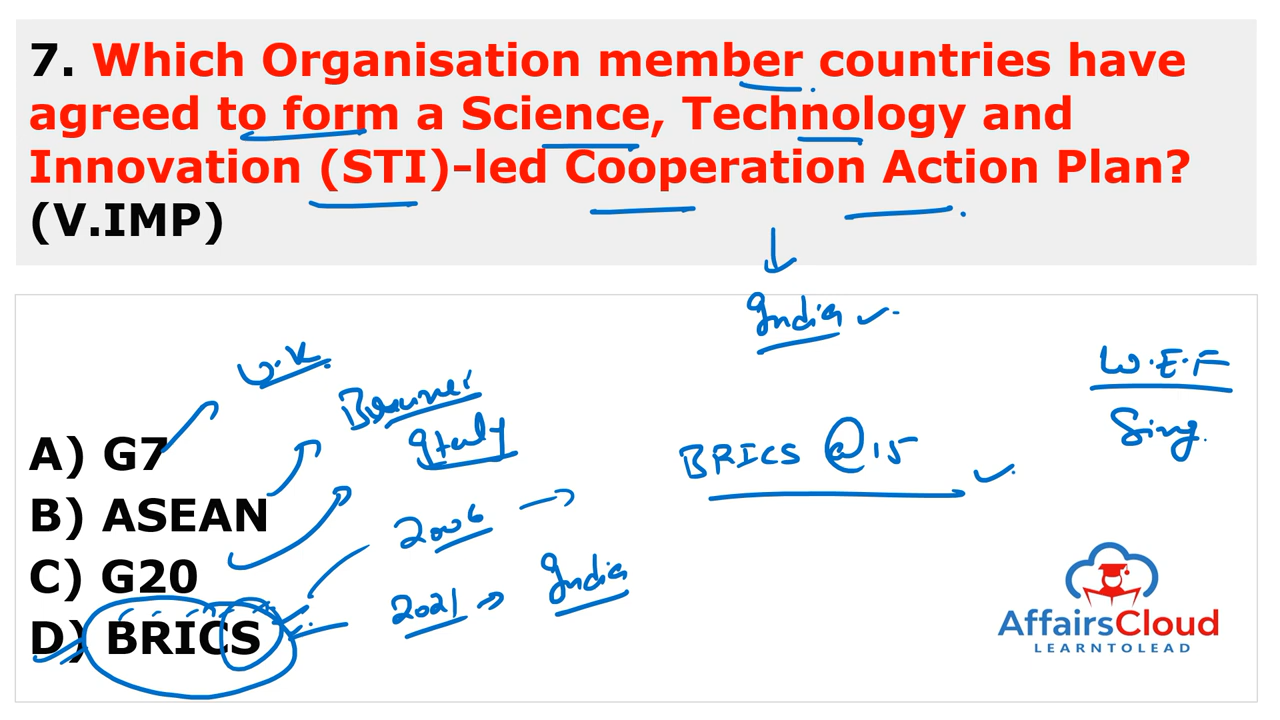 7. Which Organisation member countries have
agreed to form a Science, Technology and
Innovation (STI)-led Cooperation Action Plan?
(V.IMP)
India
U.K
Brunei
Italy
W.E.F
Sing.
BRICS @ 15
A) G7
B) ASEAN
C) G20
D) BRICS
2006
2021 → India
AffairsCloud
LEARNTOLEAD